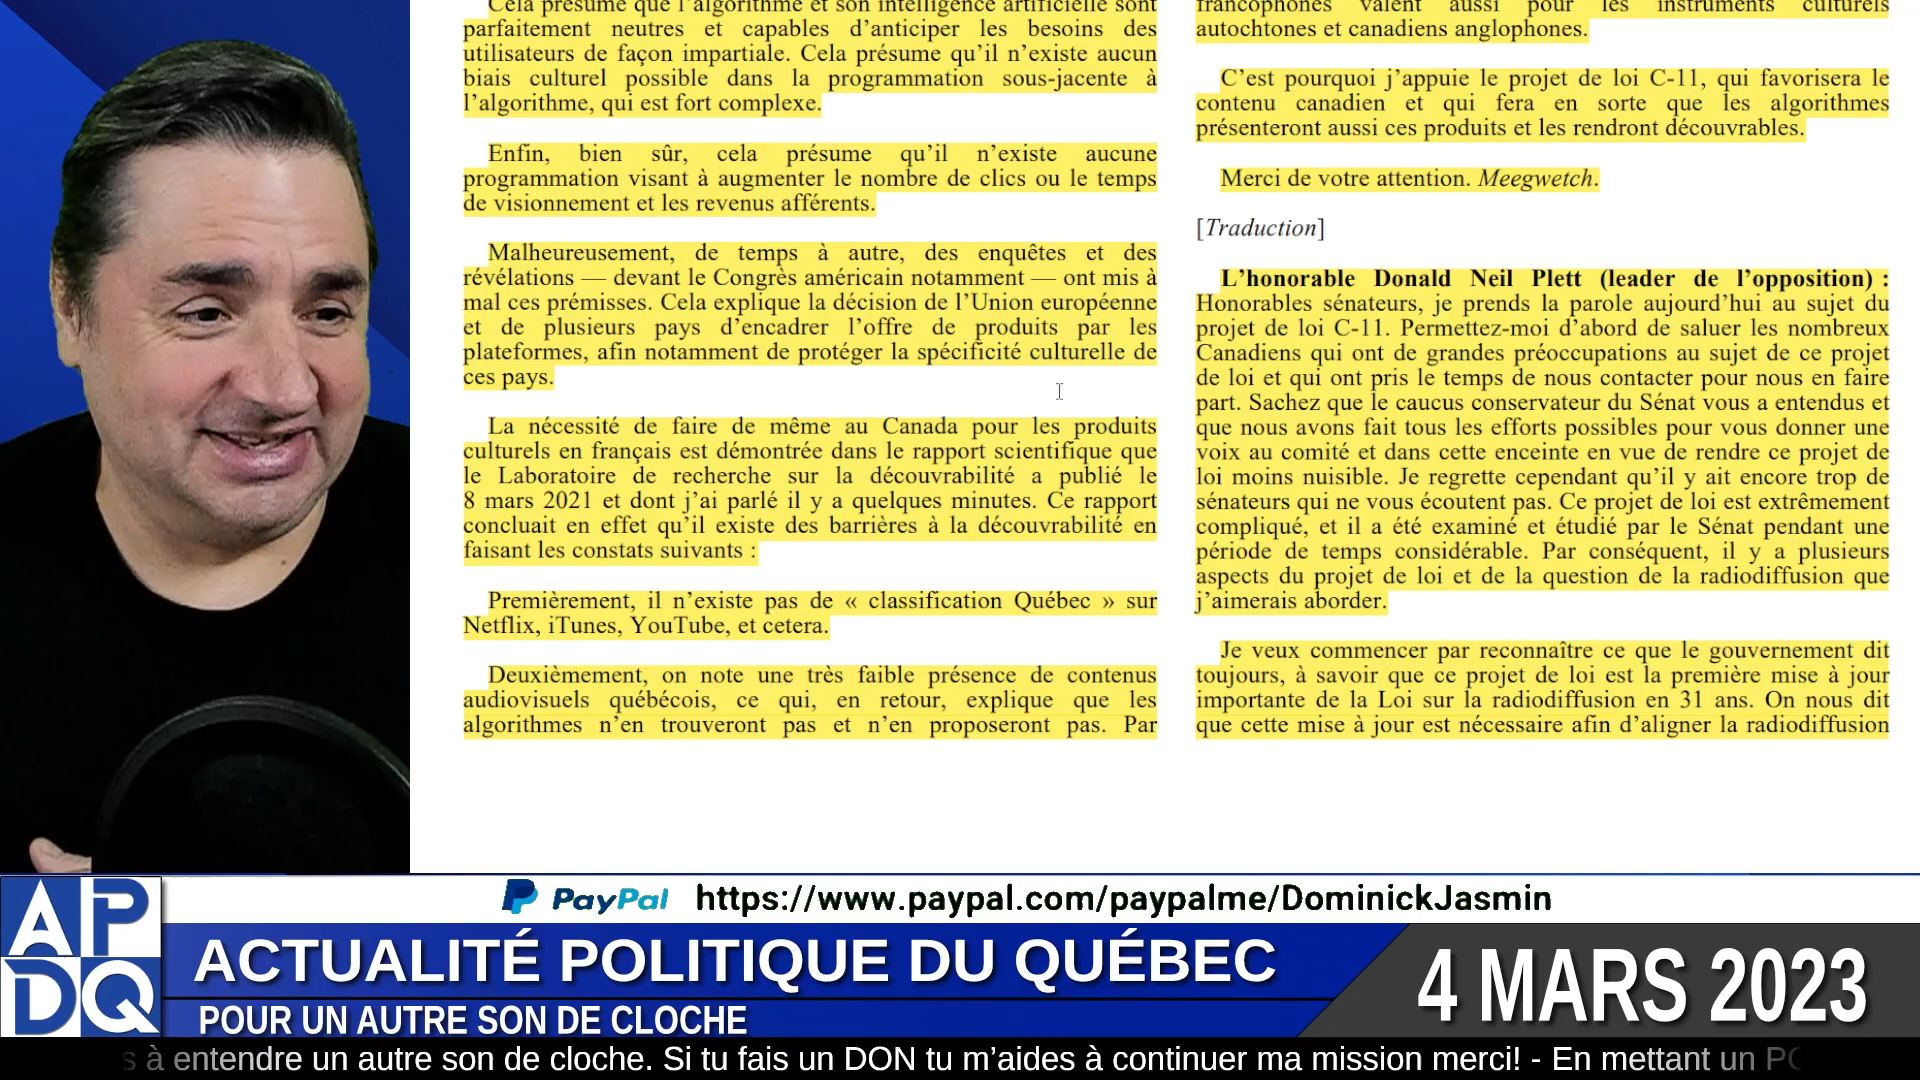 Cela présume que l’algorithme et son intelligence artificielle sont
parfaitement neutres et capables d’anticiper les besoins des
utilisateurs de façon impartiale. Cela présume qu’il n’existe aucun
biais culturel possible dans la programmation sous-jacente à
l’algorithme, qui est fort complexe.
Enfin, bien sûr, cela présume qu’il n’existe aucune
programmation visant à augmenter le nombre de clics ou le temps
de visionnement et les revenus afférents.
Malheureusement, de temps à autre, des enquêtes et des
révélations — devant le Congrès américain notamment — ont mis à
mal ces prémisses. Cela explique la décision de l’Union européenne
et de plusieurs pays d’encadrer l’offre de produits par les
plateformes, afin notamment de protéger la spécificité culturelle de
ces pays.
La nécessité de faire de même au Canada pour les produits
culturels en français est démontrée dans le rapport scientifique que
le Laboratoire de recherche sur la découvrabilité a publié le
8 mars 2021 et dont j’ai parlé il y a quelques minutes. Ce rapport
concluait en effet qu’il existe des barrières à la découvrabilité en
faisant les constats suivants :
Premièrement, il n’existe pas de « classification Québec » sur
Netflix, iTunes, YouTube, et cetera.
Deuxièmement, on note une très faible présence de contenus
audiovisuels québécois, ce qui, en retour, explique que les
algorithmes n’en trouveront pas et n’en proposeront pas. Par
francophones valent aussi pour les instruments culturels
autochtones et canadiens anglophones.
C’est pourquoi j’appuie le projet de loi C-11, qui favorisera le
contenu canadien et qui fera en sorte que les algorithmes
présenteront aussi ces produits et les rendront découvrables.
Merci de votre attention. Meegwetch.
[Traduction]
L’honorable Donald Neil Plett (leader de l’opposition) :
Honorables sénateurs, je prends la parole aujourd’hui au sujet du
projet de loi C-11. Permettez-moi d’abord de saluer les nombreux
Canadiens qui ont de grandes préoccupations au sujet de ce projet
de loi et qui ont pris le temps de nous contacter pour nous en faire
part. Sachez que le caucus conservateur du Sénat vous a entendus et
que nous avons fait tous les efforts possibles pour vous donner une
voix au comité et dans cette enceinte en vue de rendre ce projet de
loi moins nuisible. Je regrette cependant qu’il y ait encore trop de
sénateurs qui ne vous écoutent pas. Ce projet de loi est extrêmement
compliqué, et il a été examiné et étudié par le Sénat pendant une
période de temps considérable. Par conséquent, il y a plusieurs
aspects du projet de loi et de la question de la radiodiffusion que
j’aimerais aborder.
Je veux commencer par reconnaître ce que le gouvernement dit
toujours, à savoir que ce projet de loi est la première mise à jour
importante de la Loi sur la radiodiffusion en 31 ans. On nous dit
que cette mise à jour est nécessaire afin d’aligner la radiodiffusion
PayPal https://www.paypal.com/paypalme/DominickJasmin
AP
DQ
ACTUALITÉ POLITIQUE DU QUÉBEC
POUR UN AUTRE SON DE CLOCHE
4 MARS 2023
à entendre un autre son de cloche. Si tu fais un DON tu m’aides à continuer ma mission merci! - En mettant un